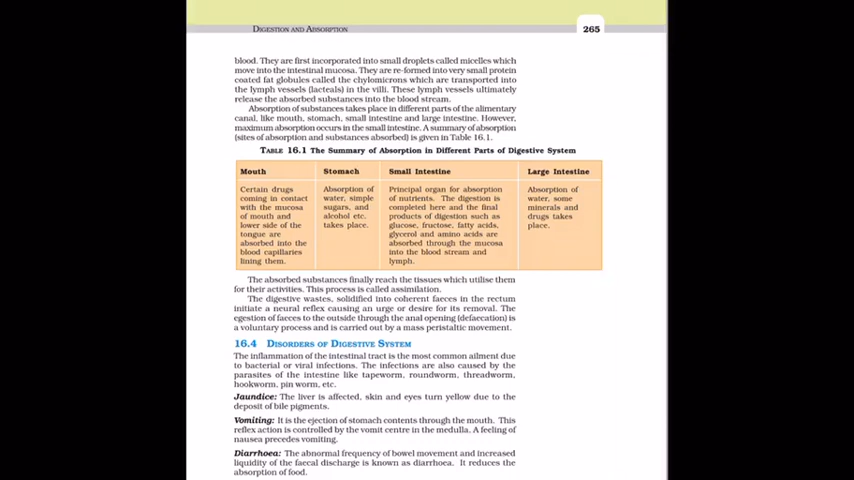 DIGESTION AND ABSORPTION
265
blood. They are first incorporated into small droplets called micelles which
move into the intestinal mucosa. They are re-formed into very small protein
coated fat globules called the chylomicrons which are transported into
the lymph vessels (lacteals) in the villi. These lymph vessels ultimately
release the absorbed substances into the blood stream.
Absorption of substances takes place in different parts of the alimentary
canal, like mouth, stomach, small intestine and large intestine. However,
maximum absorption occurs in the small intestine. A summary of absorption
(sites of absorption and substances absorbed) is given in Table 16.1.
TABLE 16.1 The Summary of Absorption in Different Parts of Digestive System
Mouth
Certain drugs
coming in contact
with the mucosa
of mouth and
lower side of the
tongue are
absorbed into the
blood capillaries
lining them.
Stomach
Absorption of
water, simple
sugars, and
alcohol etc.
takes place.
Small Intestine
Principal organ for absorption
of nutrients. The digestion is
completed here and the final
products of digestion such as
glucose, fructose, fatty acids,
glycerol and amino acids are
absorbed through the mucosa
into the blood stream and
lymph.
Large Intestine
Absorption of
water, some
minerals and
drugs takes
place.
The absorbed substances finally reach the tissues which utilise them
for their activities. This process is called assimilation.
The digestive wastes, solidified into coherent faeces in the rectum
initiate a neural reflex causing an urge or desire for its removal. The
egestion of faeces to the outside through the anal opening (defaecation) is
a voluntary process and is carried out by a mass peristaltic movement.
16.4 DISORDERS OF DIGESTIVE SYSTEM
The inflammation of the intestinal tract is the most common ailment due
to bacterial or viral infections. The infections are also caused by the
parasites of the intestine like tapeworm, roundworm, threadworm,
hookworm, pin worm, etc.
Jaundice: The liver is affected, skin and eyes turn yellow due to the
deposit of bile pigments.
Vomiting: It is the ejection of stomach contents through the mouth. This
reflex action is controlled by the vomit centre in the medulla. A feeling of
nausea precedes vomiting.
Diarrhoea: The abnormal frequency of bowel movement and increased
liquidity of the faecal discharge is known as diarrhoea. It reduces the
absorption of food.